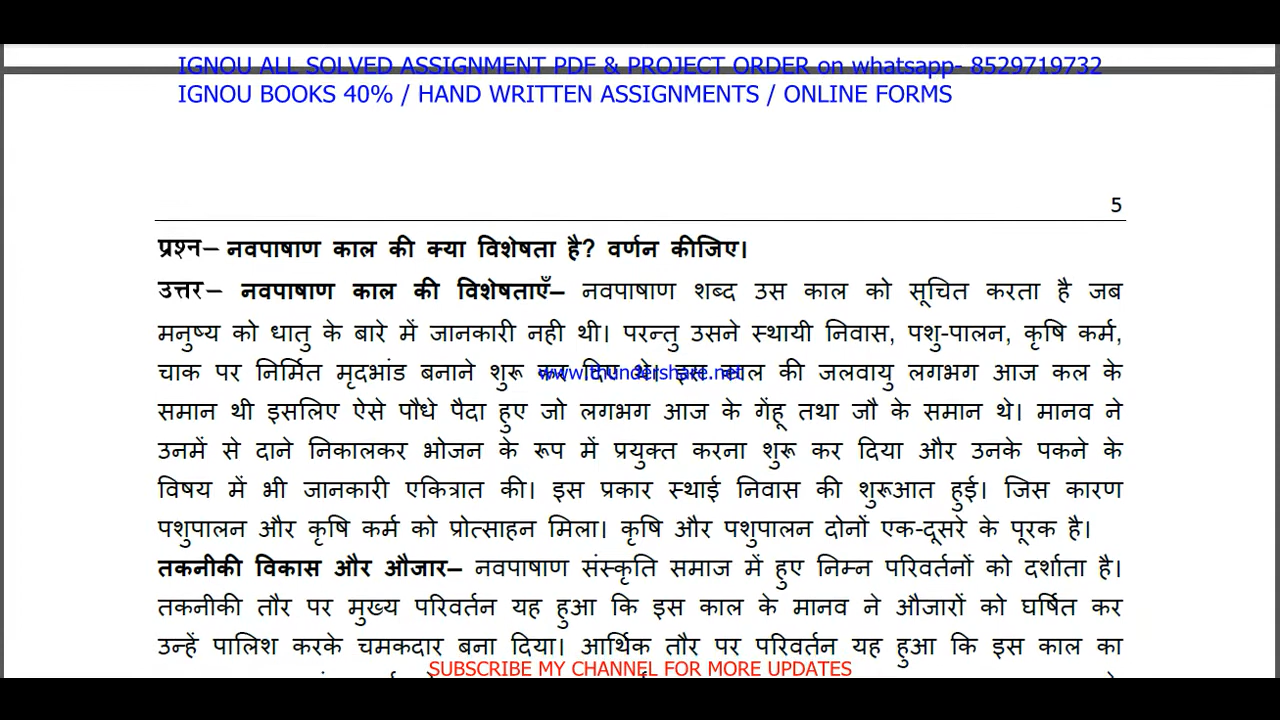 IGNOU ALL SOLVED ASSIGNMENT PDF & PROJECT ORDER on whatsapp- 8529719732
IGNOU BOOKS 40% / HAND WRITTEN ASSIGNMENTS / ONLINE FORMS
5
प्रश्न– नवपाषाण काल की क्या विशेषता है? वर्णन कीजिए।
उत्तर– नवपाषाण काल की विशेषताएँ– नवपाषाण शब्द उस काल को सूचित करता है जब
मनुष्य को धातु के बारे में जानकारी नही थी। परन्तु उसने स्थायी निवास, पशु-पालन, कृषि कर्म,
चाक पर निर्मित मृदभांड बनाने शुरू कर दिए थे। इस काल की जलवायु लगभग आज कल के
www.thundershare.net
समान थी इसलिए ऐसे पौधे पैदा हुए जो लगभग आज के गेंहू तथा जौ के समान थे। मानव ने
उनमें से दाने निकालकर भोजन के रूप में प्रयुक्त करना शुरू कर दिया और उनके पकने के
विषय में भी जानकारी एकित्रात की। इस प्रकार स्थाई निवास की शुरूआत हुई। जिस कारण
पशुपालन और कृषि कर्म को प्रोत्साहन मिला। कृषि और पशुपालन दोनों एक-दूसरे के पूरक है।
तकनीकी विकास और औजार– नवपाषाण संस्कृति समाज में हुए निम्न परिवर्तनों को दर्शाता है।
तकनीकी तौर पर मुख्य परिवर्तन यह हुआ कि इस काल के मानव ने औजारों को घर्षित कर
उन्हें पालिश करके चमकदार बना दिया। आर्थिक तौर पर परिवर्तन यह हुआ कि इस काल का
SUBSCRIBE MY CHANNEL FOR MORE UPDATES